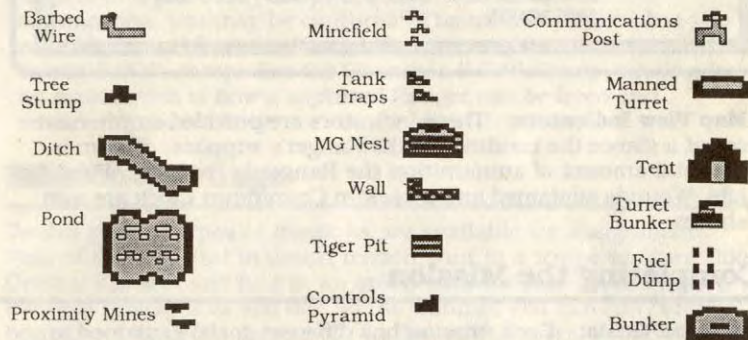 Barbed
Wire
Tree
Stump
Ditch
Pond
Proximity Mines
Minefield
Tank
Traps
MG Nest
Wall
Tiger Pit
Controls
Pyramid
Communications
Post
Manned
Turret
Tent
Turret
Bunker
Fuel
Dump
Bunker